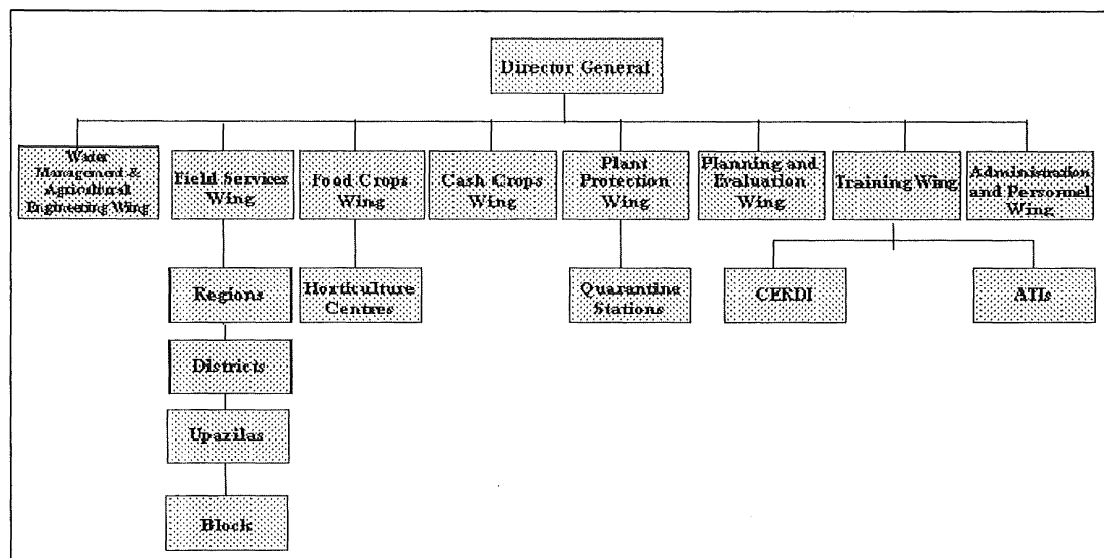 Director General
Water
Management &
Agricultural
Engineering Wing
Field Services
Wing
Food Crops
Wing
Cash Crops
Wing
Plant
Protection
Wing
Planning and
Evaluation
Wing
Training Wing
Administration
and Personnel
Wing
Regions
Horticulture
Centres
Quarantine
Stations
CERDI
ATIs
Districts
Upazilas
Block